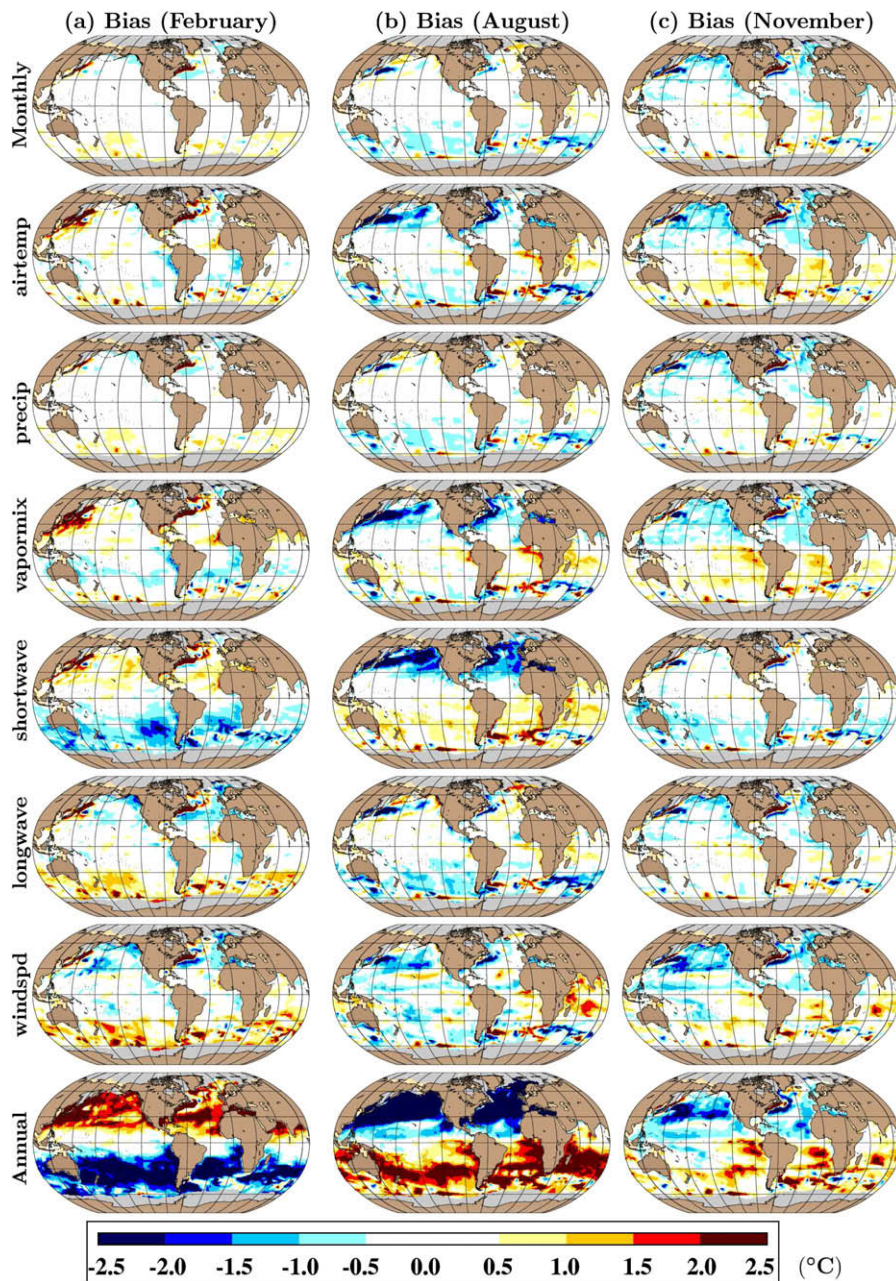 (a) Bias (February) (b) Bias (August) (c) Bias (November)
Monthly
airtemp
precip
vapormix
shortwave
longwave
windspd
Annual
-2.5 -2.0 -1.5 -1.0 -0.5 0.0 0.5 1.0 1.5 2.0 2.5 (°C)